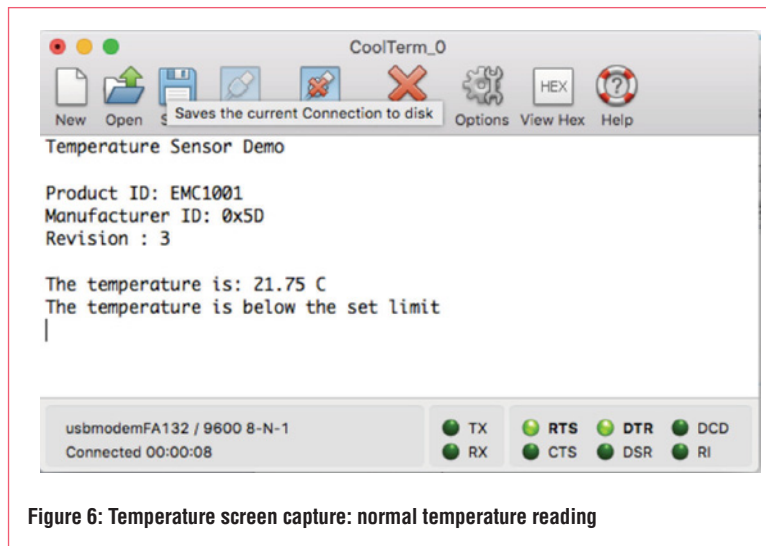 CoolTerm_0
New Open Options View Hex Help
HEX
Saves the current Connection to disk
Temperature Sensor Demo
Product ID: EMC1001
Manufacturer ID: 0x5D
Revision : 3
The temperature is: 21.75 C
The temperature is below the set limit
usbmodemFA132 / 9600 8-N-1
Connected 00:00:08
TX RTS DTR DCD
RX CTS DSR RI
Figure 6: Temperature screen capture: normal temperature reading